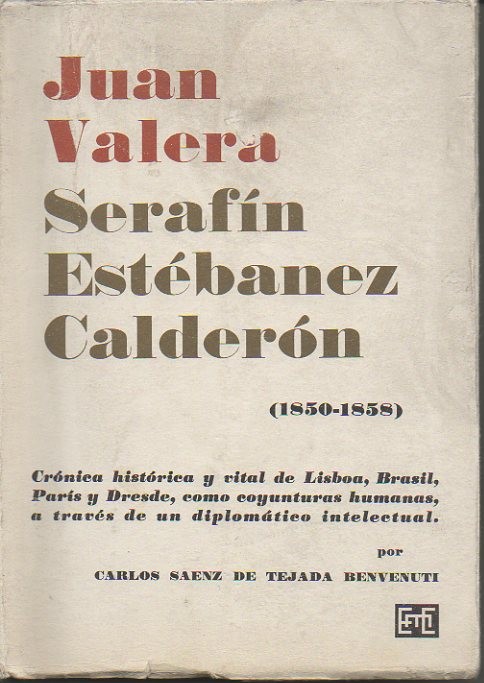 Juan
Valera
Serafín
Estébanez
Calderón
(1850-1858)
Crónica histórica y vital de Lisboa, Brasil,
París y Dresde, como coyunturas humanas,
a través de un diplomático intelectual.
por
CARLOS SAENZ DE TEJADA BENVENUTI